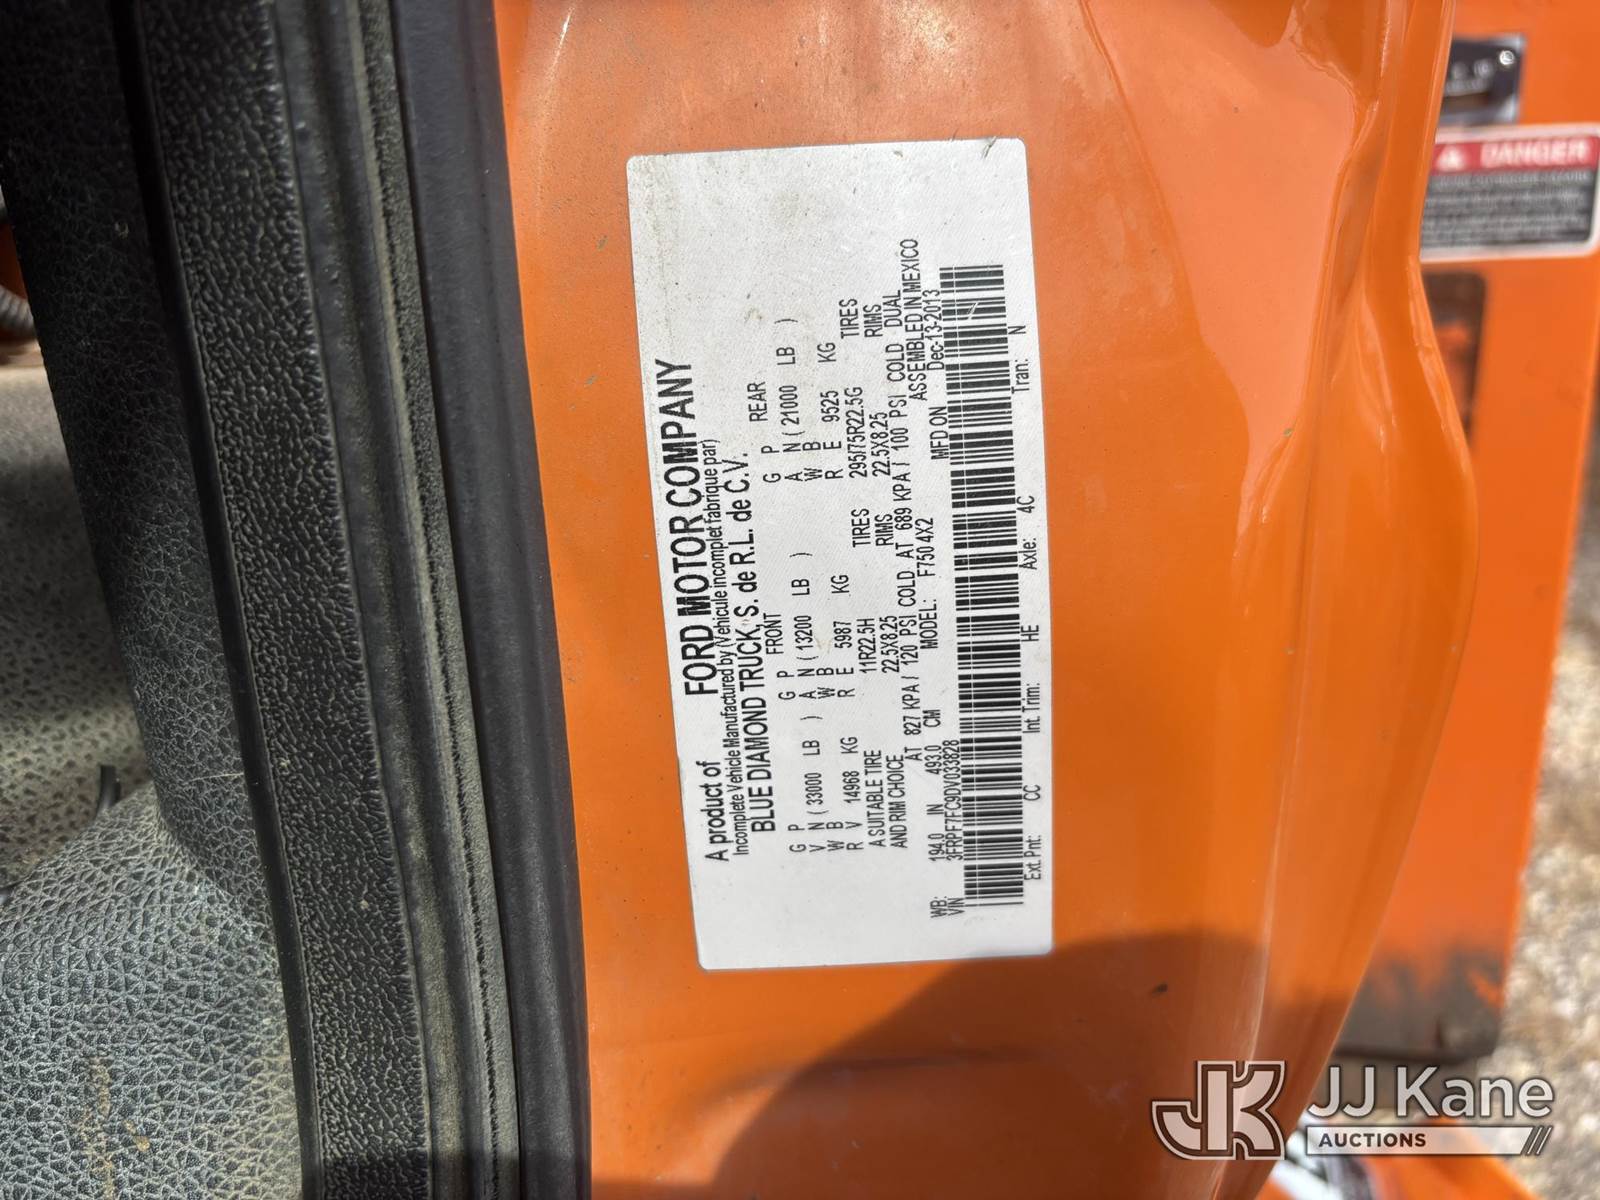 A product of FORD MOTOR COMPANY
Incomplete Vehicle Manufactured by (Vehicule incomplet fabrique par)
BLUE DIAMOND TRUCK, S. de R.L. de C.V.
FRONT REAR
G P G P G P
V N ( 33000 LB ) A N ( 13200 LB ) A N ( 21000 LB )
W B W B W B
R V 14968 KG R E 5987 KG R E 9525 KG
A SUITABLE TIRE 11R22.5H TIRES 295/75R22.5G TIRES
AND RIM CHOICE 22.5X8.25 RIMS 22.5X8.25 RIMS
AT 827 KPA / 120 PSI COLD AT 689 KPA / 100 PSI COLD DUAL
ASSEMBLED IN MEXICO
WB: 194.0 IN 493.0 CM MODEL: F750 4X2 MFD ON Dec-13-2013
VIN 3FRPF7FC9DV033828
Ext. Pnt: CC Int. Trim: HE Axle: 4C Tran: N
DANGER
JK JJ Kane
AUCTIONS